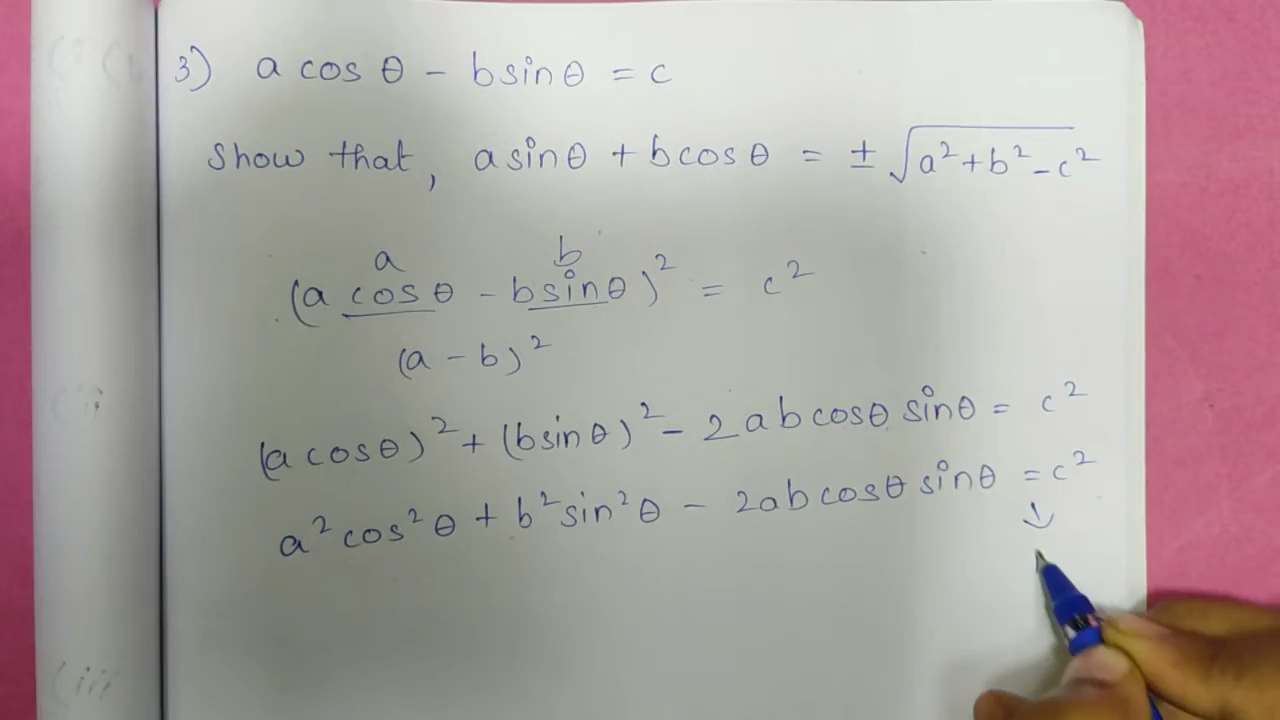 3) a cos θ - b sin θ = c
Show that, a sin θ + b cos θ = ± √a² + b² - c²
a b
(a cos θ - b sin θ)² = c²
(a - b)²
(a cos θ)² + (b sin θ)² - 2 a b cos θ sin θ = c²
a² cos² θ + b² sin² θ - 2ab cos θ sin θ = c²
↓
(iii